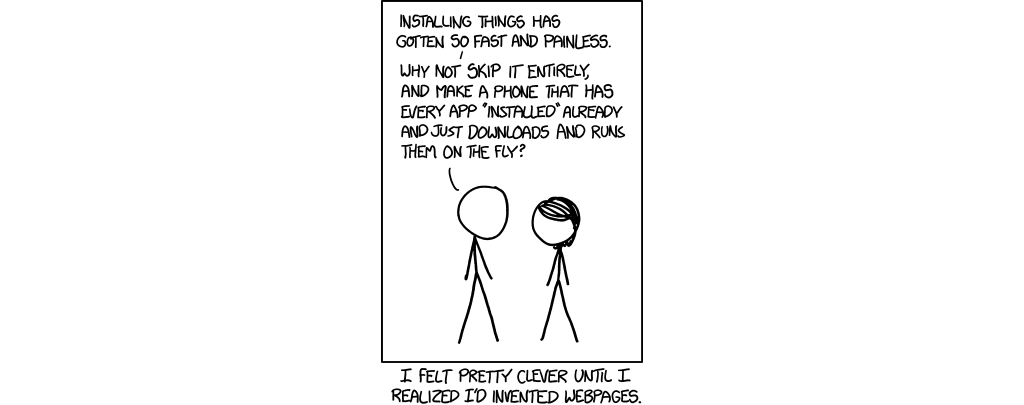 INSTALLING THINGS HAS
GOTTEN SO FAST AND PAINLESS.
WHY NOT SKIP IT ENTIRELY,
AND MAKE A PHONE THAT HAS
EVERY APP "INSTALLED" ALREADY
AND JUST DOWNLOADS AND RUNS
THEM ON THE FLY?
I FELT PRETTY CLEVER UNTIL I
REALIZED I'D INVENTED WEBPAGES.